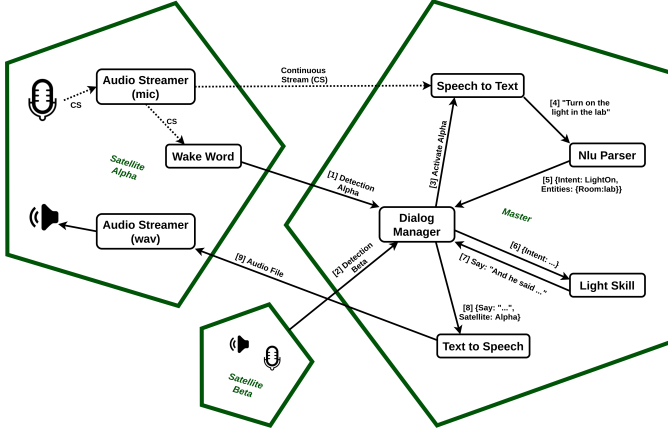 Audio Streamer
(mic)
CS
CS
Continuous
Stream (CS)
Speech to Text
[4] "Turn on the
light in the lab"
Wake Word
Satellite
Alpha
[1] Detection
Alpha
[3] Activate Alpha
Nlu Parser
[5] {Intent: LightOn,
Entities: {Room:lab}}
Audio Streamer
(wav)
Dialog
Manager
Master
[6] {Intent: ...}
[7] Say: "And he said ..."
Light Skill
[9] Audio File
[2] Detection
Beta
[8] {Say: "...",
Satellite: Alpha}
Text to Speech
Satellite
Beta